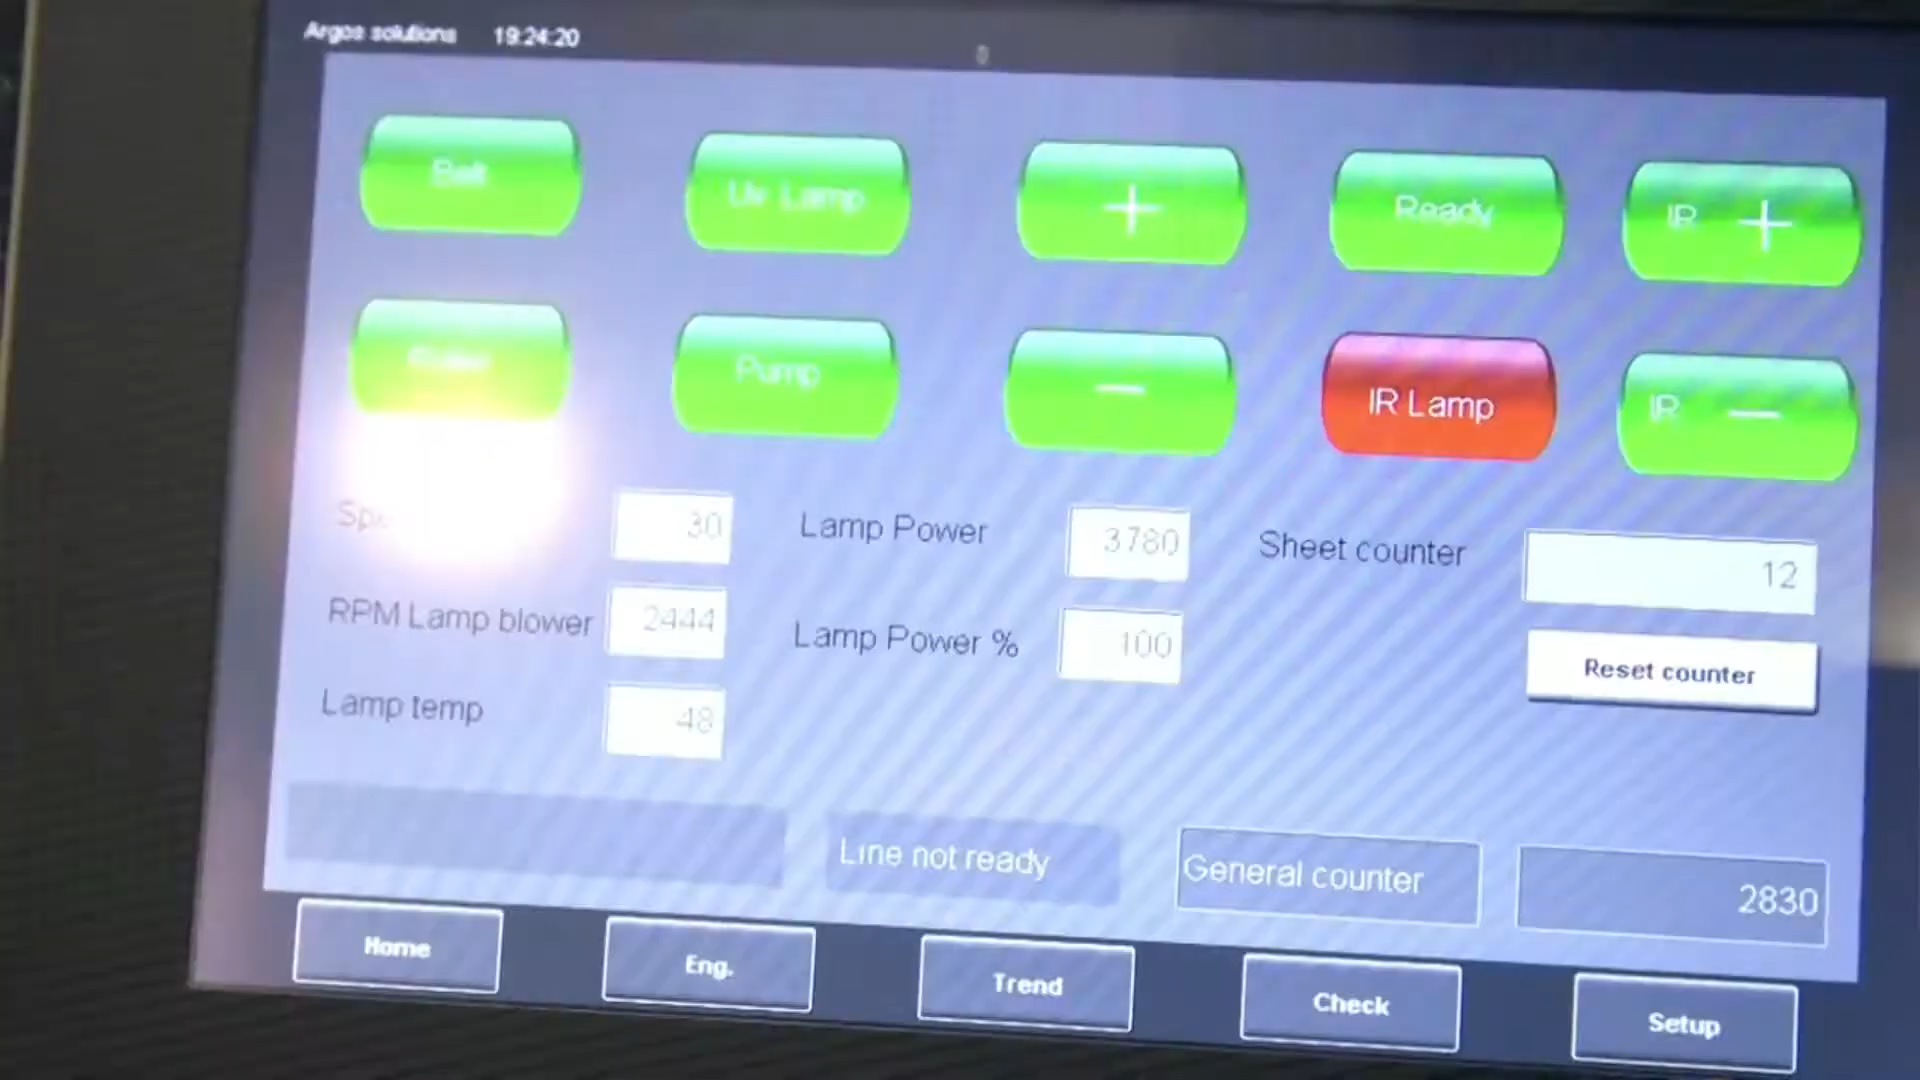 Argos solutions 19:24:20
0
Belt Uv Lamp + Ready IR +
Pump − IR Lamp IR −
30 Lamp Power 3780 Sheet counter 12
RPM Lamp blower 2444 Lamp Power % 100 Reset counter
Lamp temp 48
Line not ready General counter 2830
Home Eng. Trend Check Setup